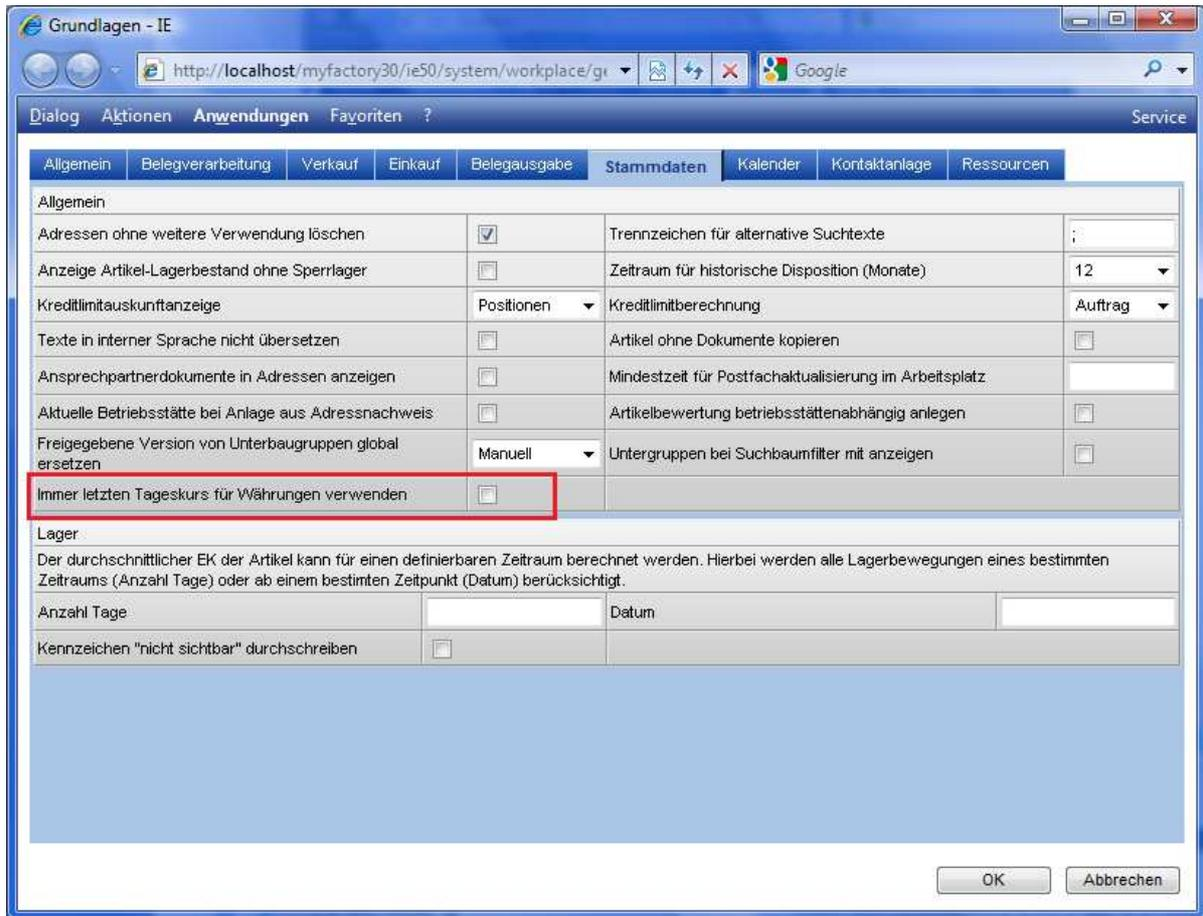 Grundlagen - IE
http://localhost/myfactory30/ie50/system/workplace/ge
Google
Dialog Aktionen Anwendungen Favoriten ? Service
Allgemein Belegverarbeitung Verkauf Einkauf Belegausgabe Stammdaten Kalender Kontaktanlage Ressourcen
Allgemein
Adressen ohne weitere Verwendung löschen Trennzeichen für alternative Suchtexte ;
Anzeige Artikel-Lagerbestand ohne Sperrlager Zeitraum für historische Disposition (Monate) 12
Kreditlimitauskunftanzeige Positionen Kreditlimitberechnung Auftrag
Texte in interner Sprache nicht übersetzen Artikel ohne Dokumente kopieren
Ansprechpartnerdokumente in Adressen anzeigen Mindestzeit für Postfachaktualisierung im Arbeitsplatz
Aktuelle Betriebsstätte bei Anlage aus Adressnachweis Artikelbewertung betriebsstättenabhängig anlegen
Freigegebene Version von Unterbaugruppen global
ersetzen Manuell Untergruppen bei Suchbaumfilter mit anzeigen
Immer letzten Tageskurs für Währungen verwenden
Lager
Der durchschnittlicher EK der Artikel kann für einen definierbaren Zeitraum berechnet werden. Hierbei werden alle Lagerbewegungen eines bestimmten
Zeitraums (Anzahl Tage) oder ab einem bestimten Zeitpunkt (Datum) berücksichtigt.
Anzahl Tage Datum
Kennzeichen "nicht sichtbar" durchschreiben
OK Abbrechen